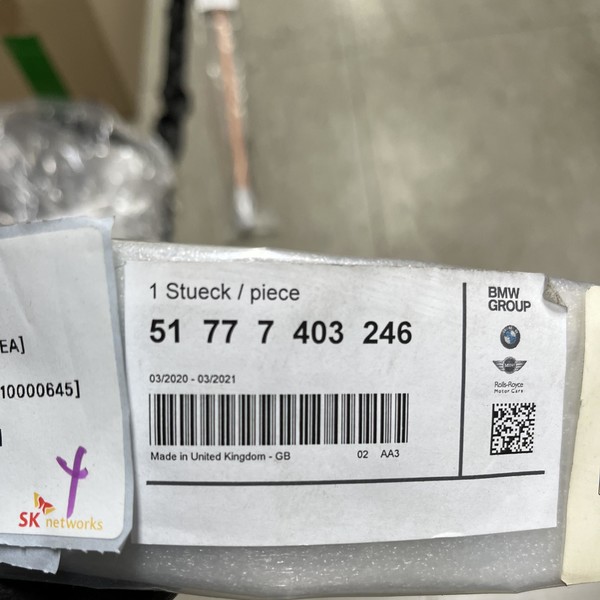 1 Stueck / piece
51 77 7 403 246
03/2020 - 03/2021
Made in United Kingdom - GB 02 AA3
BMW
GROUP
Rolls-Royce
Motor Cars
EA]
10000645]
]
4
SK networks